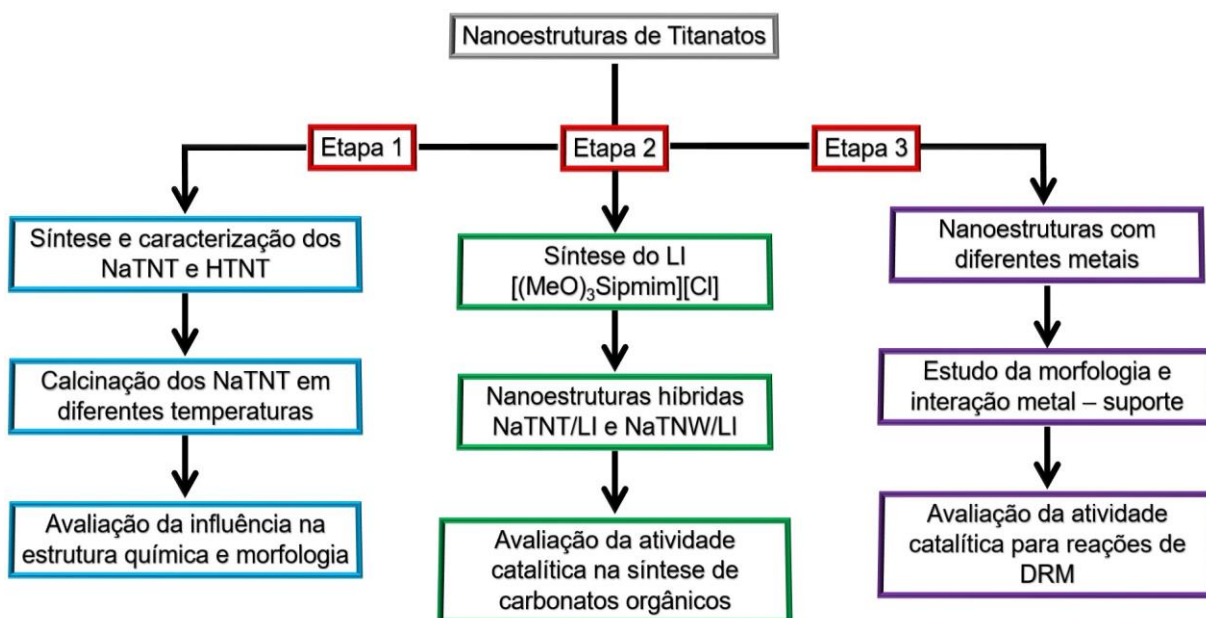 Nanoestruturas de Titanatos
Etapa 1
Etapa 2
Etapa 3
Síntese e caracterização dos
NaTNT e HTNT
Calcinação dos NaTNT em
diferentes temperaturas
Avaliação da influência na
estrutura química e morfologia
Síntese do LI
[(MeO)₃Sipmim][Cl]
Nanoestruturas híbridas
NaTNT/LI e NaTNW/LI
Avaliação da atividade
catalítica na síntese de
carbonatos orgânicos
Nanoestruturas com
diferentes metais
Estudo da morfologia e
interação metal – suporte
Avaliação da atividade
catalítica para reações de
DRM